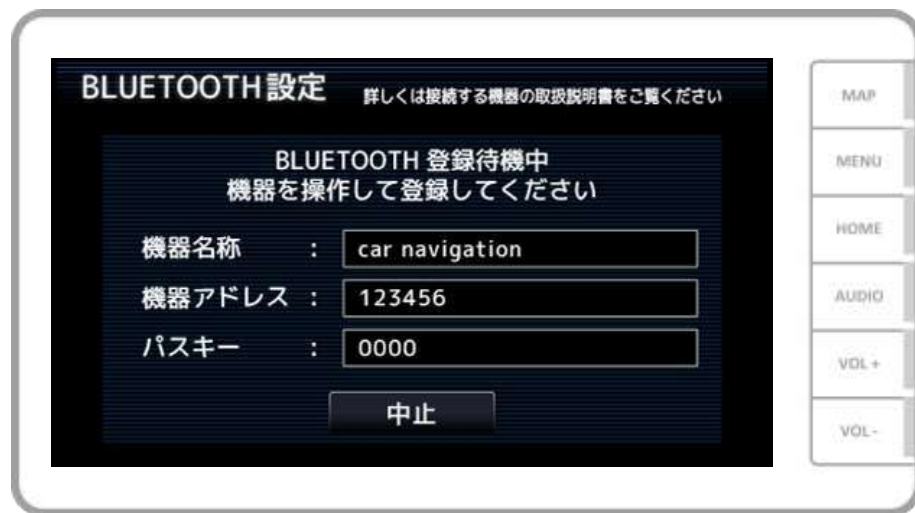 BLUETOOTH設定 詳しくは接続する機器の取扱説明書をご覧ください
BLUETOOTH 登録待機中
機器を操作して登録してください
機器名称 : car navigation
機器アドレス : 123456
パスキー : 0000
中止
MAP
MENU
HOME
AUDIO
VOL +
VOL -